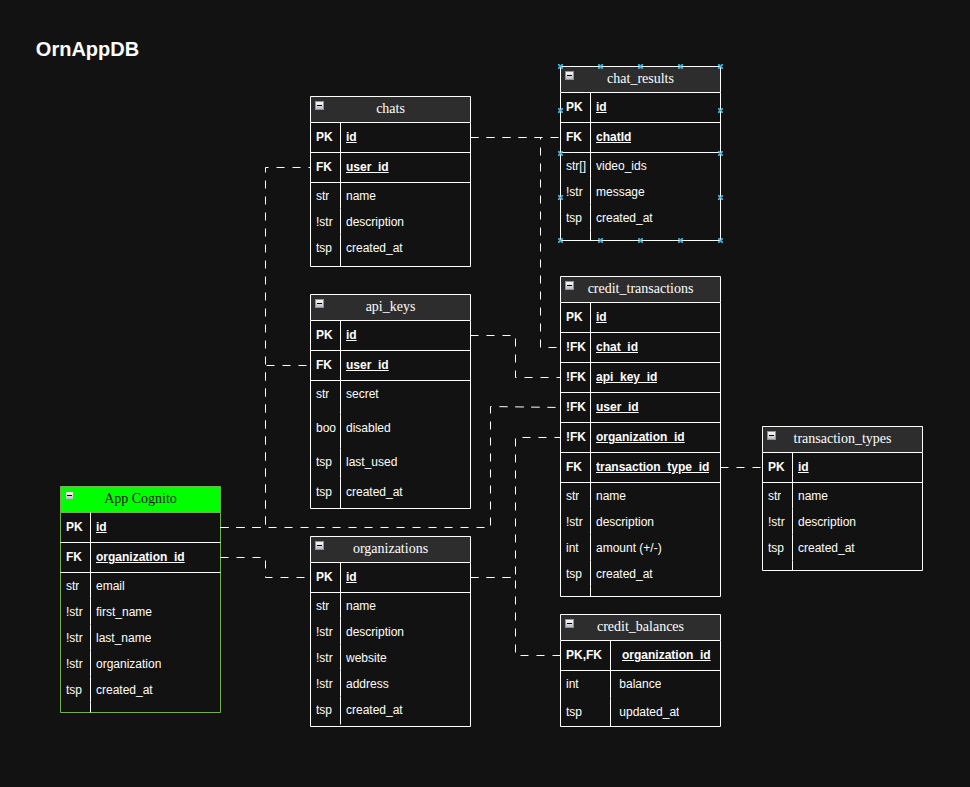 OrnAppDB
chats
PK id
FK user_id
str name
!str description
tsp created_at
chat_results
PK id
FK chatId
str[] video_ids
!str message
tsp created_at
api_keys
PK id
FK user_id
str secret
boo disabled
tsp last_used
tsp created_at
credit_transactions
PK id
!FK chat_id
!FK api_key_id
!FK user_id
!FK organization_id
FK transaction_type_id
str name
!str description
int amount (+/-)
tsp created_at
transaction_types
PK id
str name
!str description
tsp created_at
App Cognito
PK id
FK organization_id
str email
!str first_name
!str last_name
!str organization
tsp created_at
organizations
PK id
str name
!str description
!str website
!str address
tsp created_at
credit_balances
PK,FK organization_id
int balance
tsp updated_at